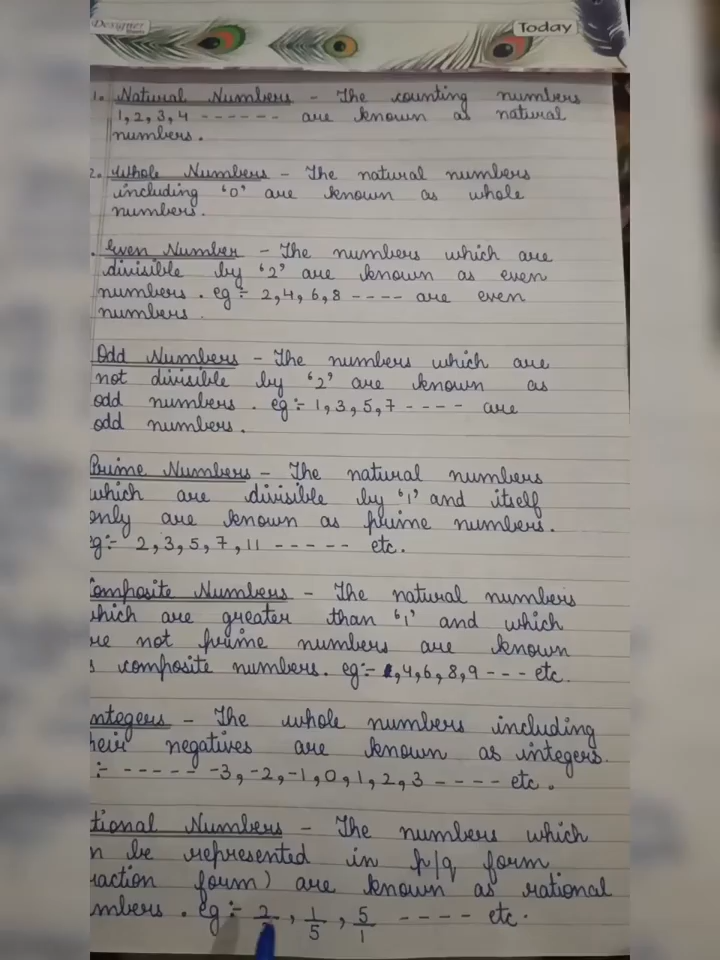 Designer
Today
1. Natural Numbers - The counting numbers
1, 2, 3, 4 ------ are known as natural
numbers.
2. Whole Numbers - The natural numbers
including '0' are known as whole
numbers.
. Even Number - The numbers which are
divisible by '2' are known as even
numbers. eg:- 2, 4, 6, 8 ---- are even
numbers.
Odd Numbers - The numbers which are
not divisible by '2' are known as
odd numbers. eg:- 1, 3, 5, 7 ---- are
odd numbers.
Prime Numbers - The natural numbers
which are divisible by '1' and itself
only are known as prime numbers.
eg:- 2, 3, 5, 7, 11 ----- etc.
omposite Numbers - The natural numbers
which are greater than '1' and which
re not prime numbers are known
s composite numbers. eg:- , 4, 6, 8, 9 --- etc.
ntegers - The whole numbers including
heir negatives are known as integers.
:- ----- -3, -2, -1, 0, 1, 2, 3 ---- etc.
tional Numbers - The numbers which
n be represented in p/q form
raction form) are known as rational
mbers. eg:- 2/, 1/5, 5/1 ---- etc.